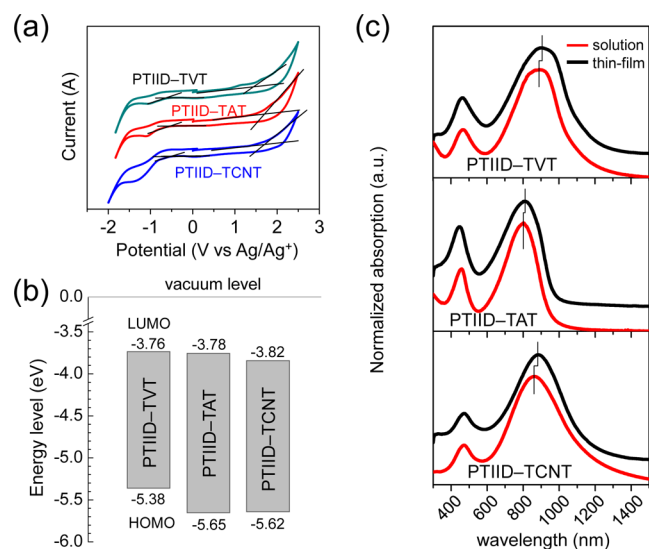 (a)
Current (A)
PTIID–TVT
PTIID–TAT
PTIID–TCNT
-2 -1 0 1 2 3
Potential (V vs Ag/Ag⁺)
(b)
vacuum level
0.0
-3.5
-4.0
-4.5
-5.0
-5.5
-6.0
Energy level (eV)
LUMO
-3.76 -3.78 -3.82
PTIID–TVT
PTIID–TAT
PTIID–TCNT
-5.38
-5.65 -5.62
HOMO
(c)
Normalized absorption (a.u.)
solution
thin-film
PTIID–TVT
PTIID–TAT
PTIID–TCNT
400 600 800 1000 1200 1400
wavelength (nm)